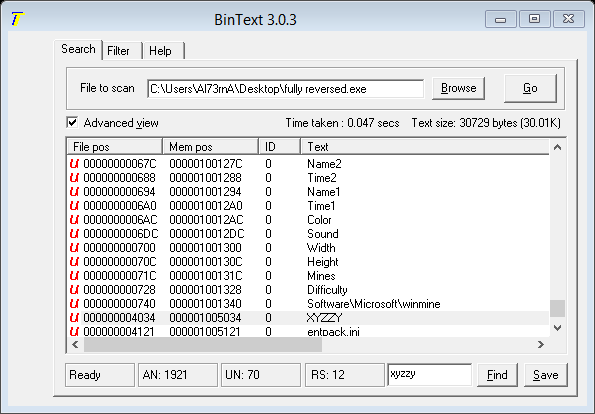 BinText 3.0.3
Search Filter Help
File to scan C:\Users\Al73rnA\Desktop\fully reversed.exe Browse Go
Advanced view Time taken : 0.047 secs Text size: 30729 bytes (30.01K)
File pos Mem pos ID Text
u 00000000067C 00000100127C 0 Name2
u 000000000688 000001001288 0 Time2
u 000000000694 000001001294 0 Name1
u 0000000006A0 0000010012A0 0 Time1
u 0000000006AC 0000010012AC 0 Color
u 0000000006DC 0000010012DC 0 Sound
u 000000000700 000001001300 0 Width
u 00000000070C 00000100130C 0 Height
u 00000000071C 00000100131C 0 Mines
u 000000000728 000001001328 0 Difficulty
u 000000000740 000001001340 0 Software\Microsoft\winmine
u 000000004034 000001005034 0 XYZZY
u 000000004121 000001005121 0 entpack.ini
Ready AN: 1921 UN: 70 RS: 12 xyzzy Find Save